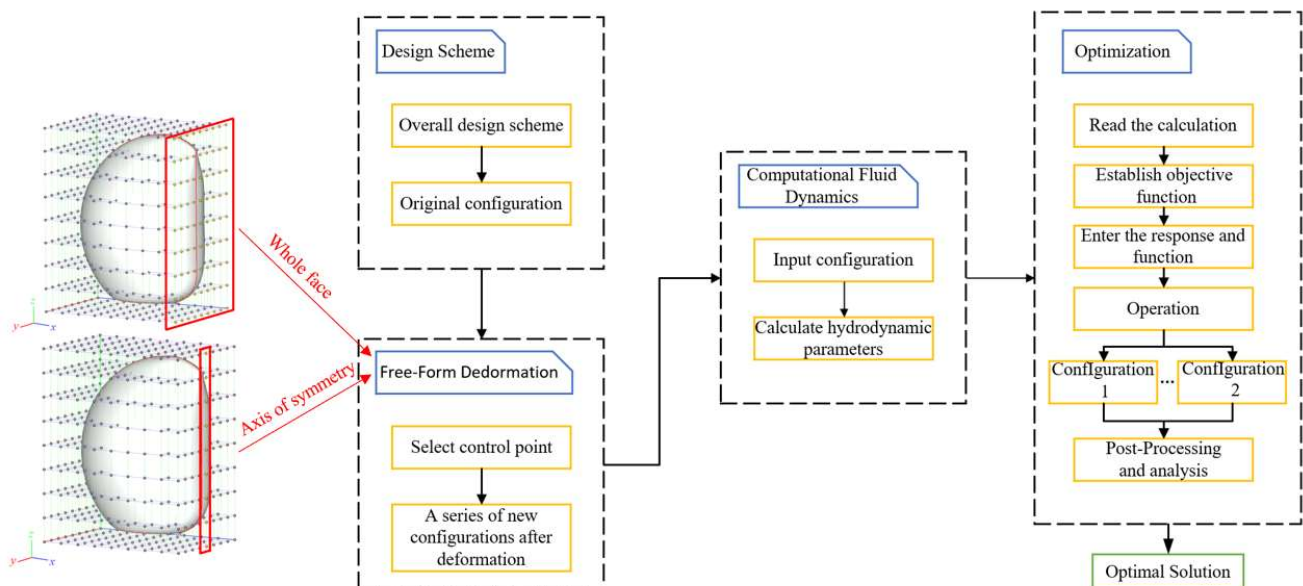 Design Scheme
Overall design scheme
Original configuration
Whole face
Axis of symmetry
Free-Form Dedormation
Select control point
A series of new
configurations after
deformation
Computational Fluid
Dynamics
Input configuration
Calculate hydrodynamic
parameters
Optimization
Read the calculation
Establish objective
function
Enter the response and
function
Operation
ConfIguration
1
...
ConfIguration
2
Post-Processing
and analysis
Optimal Solution
z
y
x
z
y
x